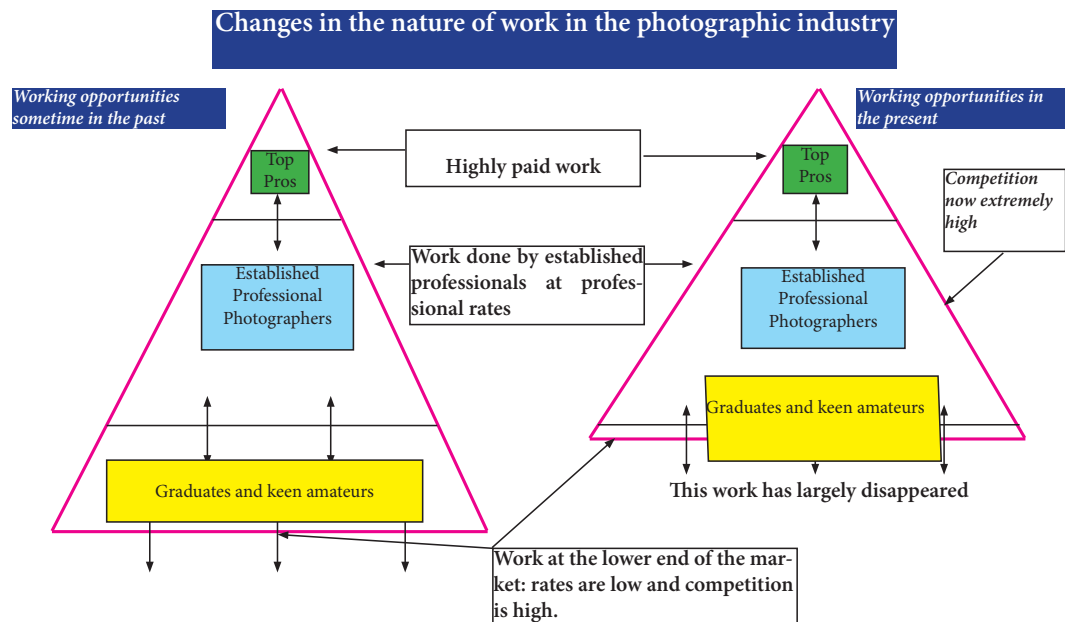 Changes in the nature of work in the photographic industry
Working opportunities
sometime in the past
Working opportunities in
the present
Top
Pros
Highly paid work
Top
Pros
Competition
now extremely
high
Established
Professional
Photographers
Work done by established
professionals at profes-
sional rates
Established
Professional
Photographers
Graduates and keen amateurs
Graduates and keen amateurs
This work has largely disappeared
Work at the lower end of the mar-
ket: rates are low and competition
is high.